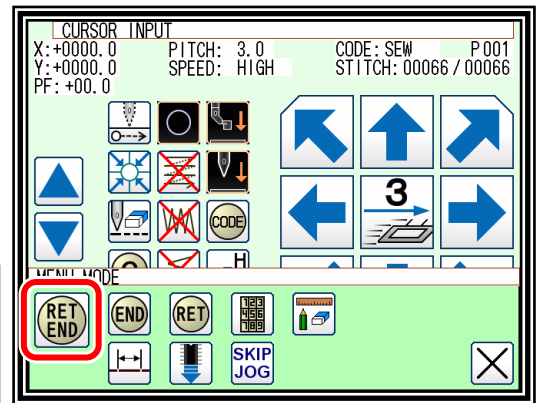 CURSOR INPUT
X:+0000.0 PITCH: 3.0 CODE:SEW P001
Y:+0000.0 SPEED: HIGH STITCH:00066/00066
PF:+00.0
3
CODE
H
MENU MODE
RET END
END
RET
123
456
789
SKIP
JOG